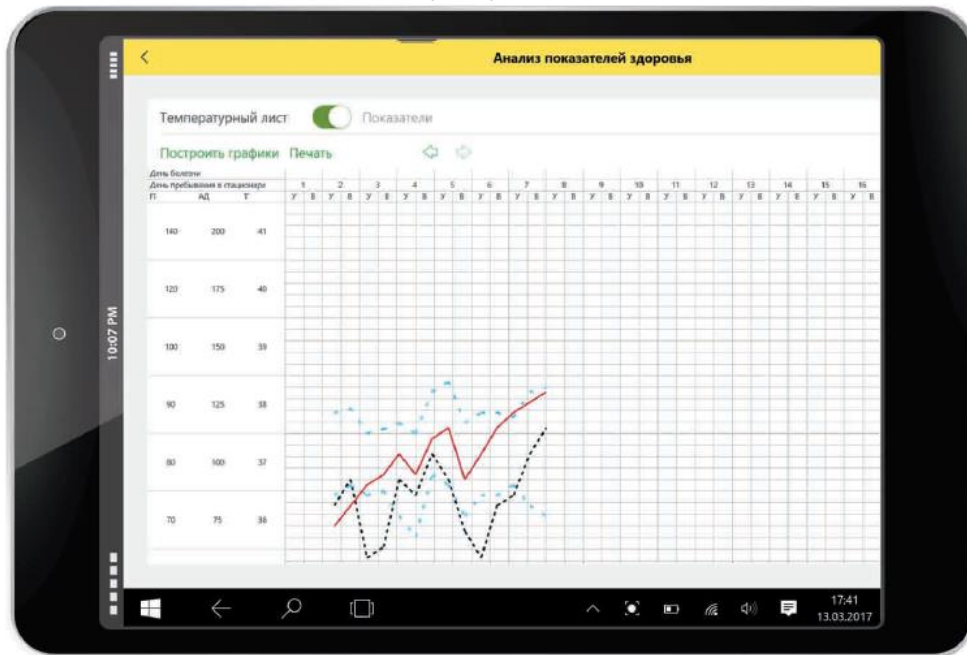 Анализ показателей здоровья
Температурный лист Показатели
Построить графики Печать
День болезни
День пребывания в стационаре 1 2 3 4 5 6 7 8 9 10 11 12 13 14 15 16
П АД Т У В У В У В У В У В У В У В У В У В У В У В У В У В У В У В У В
140 200 41
120 175 40
100 150 39
90 125 38
80 100 37
70 75 36
10:07 PM
17:41
13.03.2017